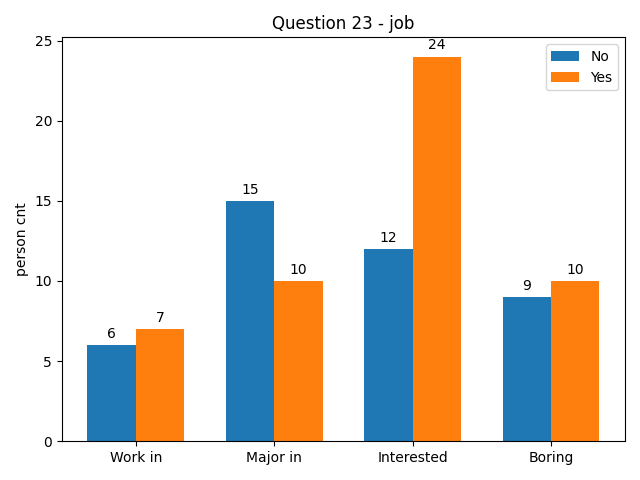 Question 23 - job
No
Yes
person cnt
25
20
15
10
5
0
6
7
15
10
12
24
9
10
Work in
Major in
Interested
Boring